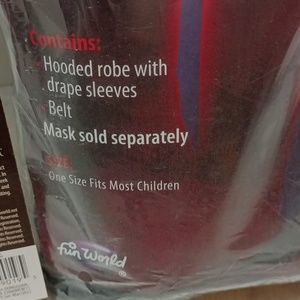 Contains:
Hooded robe with
drape sleeves
Belt
Mask sold separately
SIZE:
One Size Fits Most Children
Fun World
®